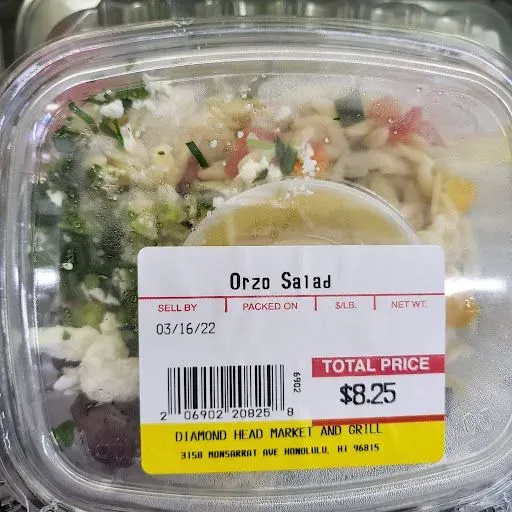 Orzo Salad
SELL BY PACKED ON $/LB. NET WT.
03/16/22
TOTAL PRICE
$8.25
6902
2 06902 20825 8
DIAMOND HEAD MARKET AND GRILL
3158 MONSARRAT AVE HONOLULU, HI 96815